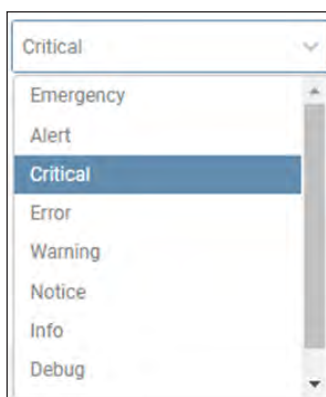 Critical
Emergency
Alert
Critical
Error
Warning
Notice
Info
Debug